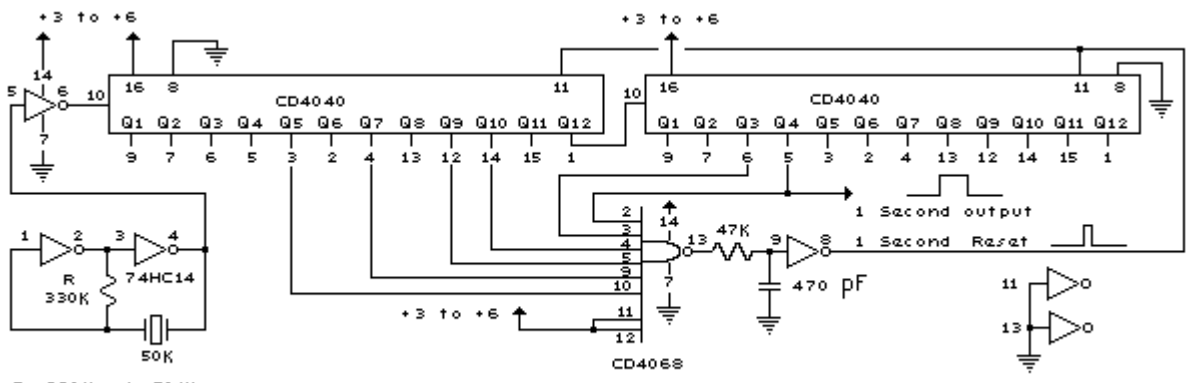 +3 to +6
+3 to +6
14
5
6
10
16
8
11
CD4040
Q1 Q2 Q3 Q4 Q5 Q6 Q7 Q8 Q9 Q10 Q11 Q12
9 7 6 5 3 2 4 13 12 14 15 1
7
10
16
11
8
CD4040
Q1 Q2 Q3 Q4 Q5 Q6 Q7 Q8 Q9 Q10 Q11 Q12
9 7 6 5 3 2 4 13 12 14 15 1
1 Second output
1 Second Reset
2
3
4
5
9
10
11
12
14
13
7
47K
9
8
470 pF
CD4068
+3 to +6
1
2
3
4
R
330K
74HC14
50K
11
13